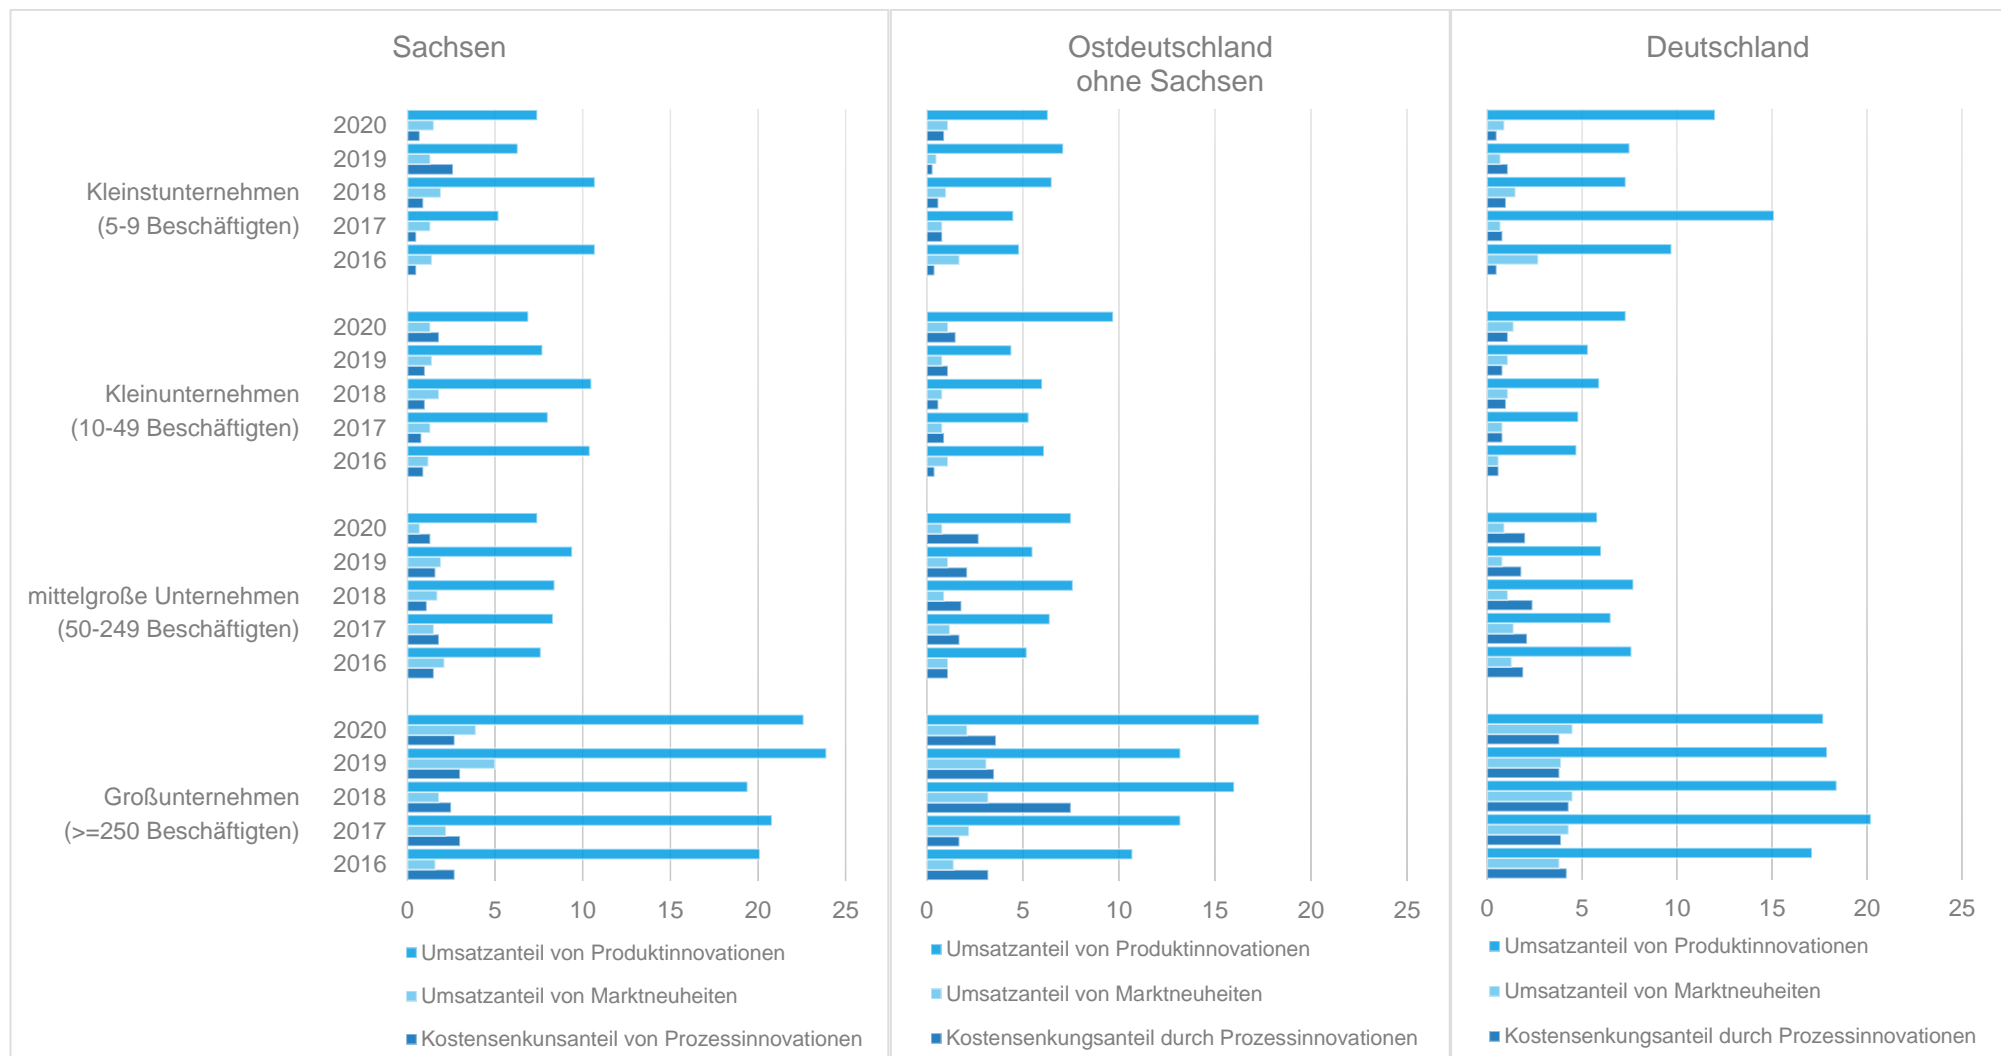 Sachsen
Ostdeutschland
ohne Sachsen
Deutschland
Kleinstunternehmen
(5-9 Beschäftigten)
2020
2019
2018
2017
2016
Kleinunternehmen
(10-49 Beschäftigten)
2020
2019
2018
2017
2016
mittelgroße Unternehmen
(50-249 Beschäftigten)
2020
2019
2018
2017
2016
Großunternehmen
(>=250 Beschäftigten)
2020
2019
2018
2017
2016
0 5 10 15 20 25
0 5 10 15 20 25
0 5 10 15 20 25
Umsatzanteil von Produktinnovationen
Umsatzanteil von Marktneuheiten
Kostensenkunsanteil von Prozessinnovationen
Umsatzanteil von Produktinnovationen
Umsatzanteil von Marktneuheiten
Kostensenkungsanteil durch Prozessinnovationen
Umsatzanteil von Produktinnovationen
Umsatzanteil von Marktneuheiten
Kostensenkungsanteil durch Prozessinnovationen